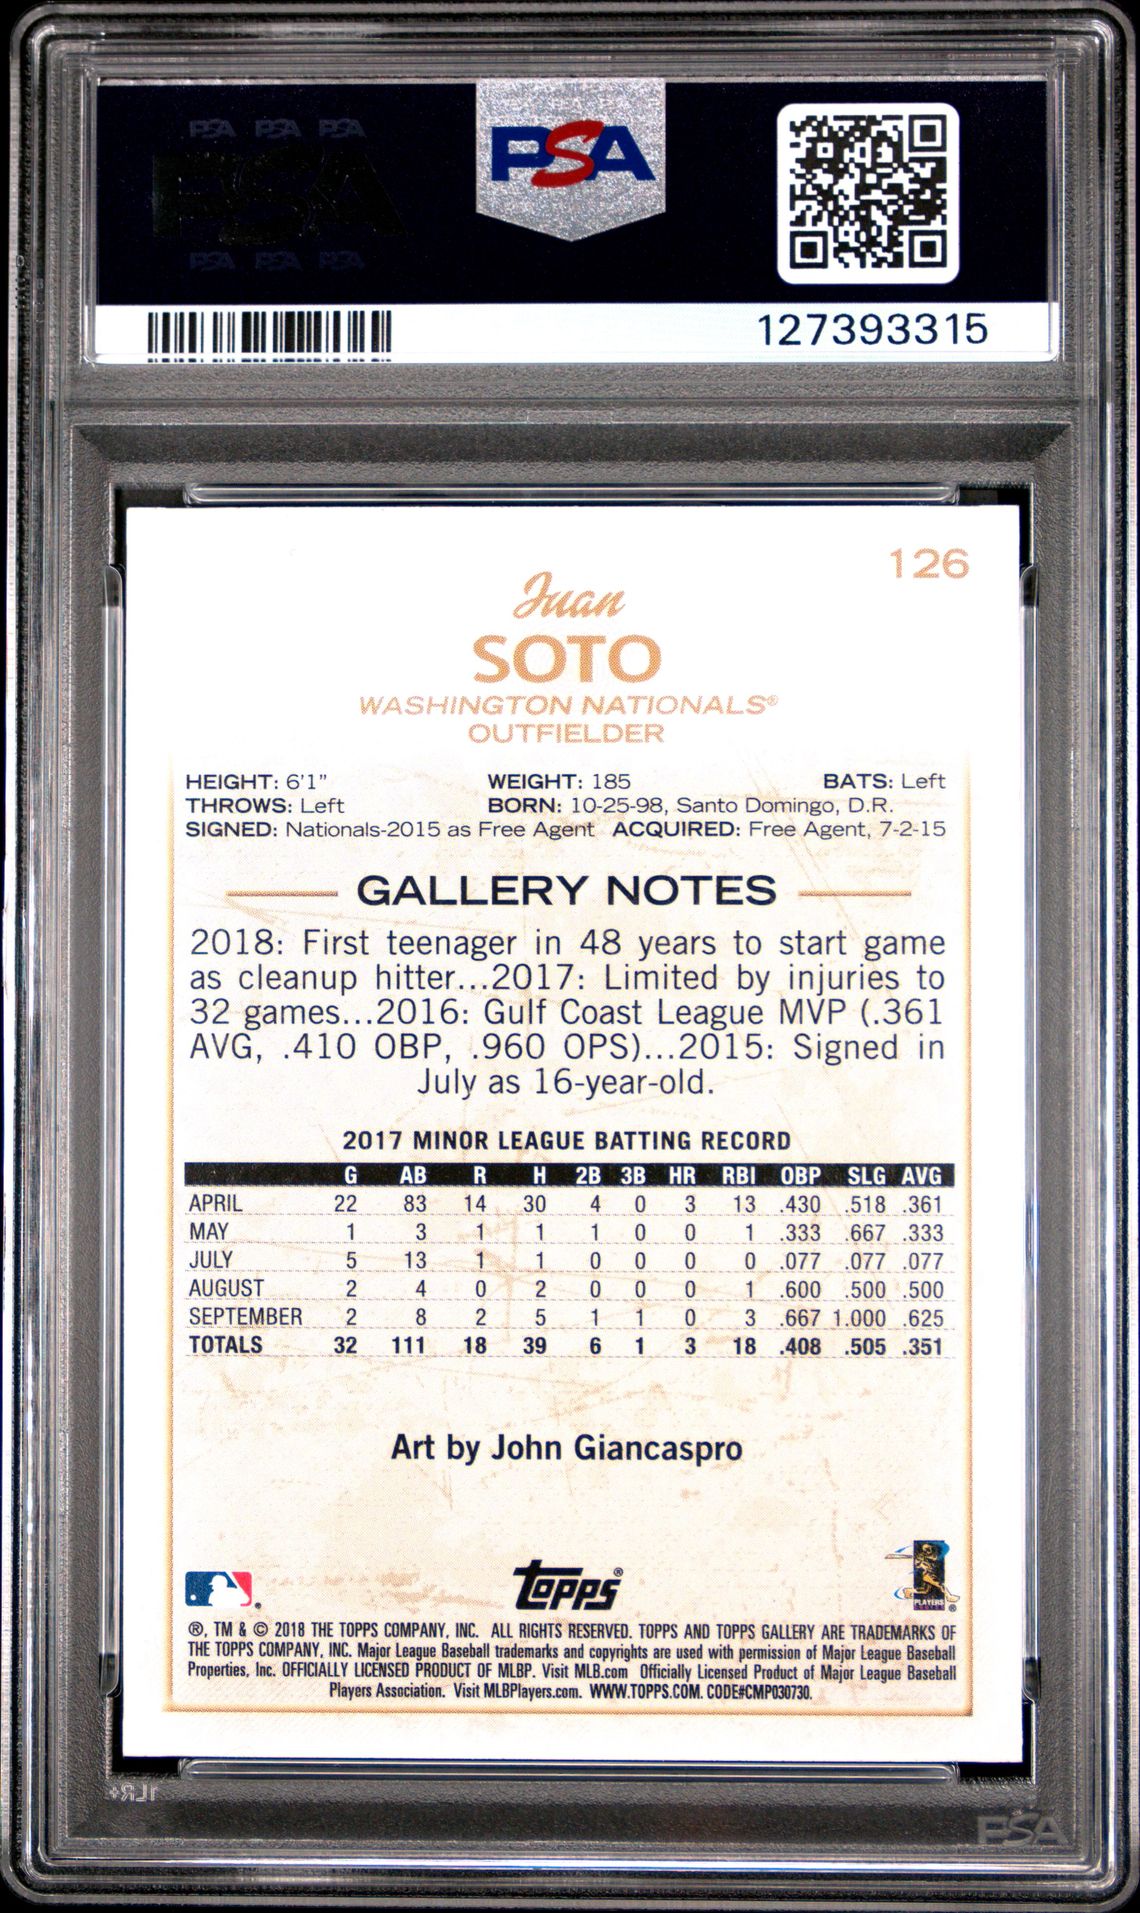 PSA PSA PSA
PSA
PSA PSA PSA
PSA
127393315
126
Juan
SOTO
WASHINGTON NATIONALS®
OUTFIELDER
HEIGHT: 6'1" WEIGHT: 185 BATS: Left
THROWS: Left BORN: 10-25-98, Santo Domingo, D.R.
SIGNED: Nationals-2015 as Free Agent ACQUIRED: Free Agent, 7-2-15
GALLERY NOTES
2018: First teenager in 48 years to start game
as cleanup hitter...2017: Limited by injuries to
32 games...2016: Gulf Coast League MVP (.361
AVG, .410 OBP, .960 OPS)...2015: Signed in
July as 16-year-old.
2017 MINOR LEAGUE BATTING RECORD
G AB R H 2B 3B HR RBI OBP SLG AVG
APRIL 22 83 14 30 4 0 3 13 .430 .518 .361
MAY 1 3 1 1 1 0 0 1 .333 .667 .333
JULY 5 13 1 1 0 0 0 0 .077 .077 .077
AUGUST 2 4 0 2 0 0 0 1 .600 .500 .500
SEPTEMBER 2 8 2 5 1 1 0 3 .667 1.000 .625
TOTALS 32 111 18 39 6 1 3 18 .408 .505 .351
Art by John Giancaspro
topps®
PLAYERS
®, TM & © 2018 THE TOPPS COMPANY, INC. ALL RIGHTS RESERVED. TOPPS AND TOPPS GALLERY ARE TRADEMARKS OF
THE TOPPS COMPANY, INC. Major League Baseball trademarks and copyrights are used with permission of Major League Baseball
Properties, Inc. OFFICIALLY LICENSED PRODUCT OF MLBP. Visit MLB.com Officially Licensed Product of Major League Baseball
Players Association. Visit MLBPlayers.com. WWW.TOPPS.COM. CODE#CMP030730.
1LR+
PSA